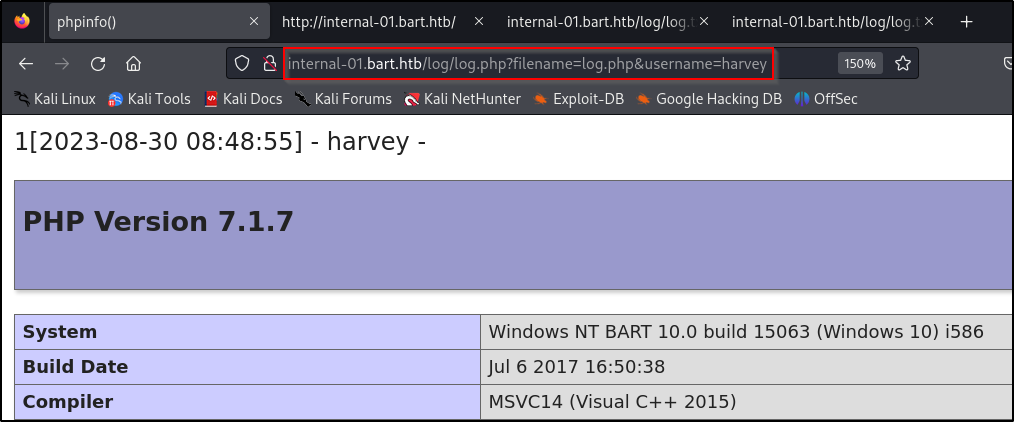 phpinfo() http://internal-01.bart.htb/ internal-01.bart.htb/log/log.t internal-01.bart.htb/log/log.t
internal-01.bart.htb/log/log.php?filename=log.php&username=harvey 150%
Kali Linux Kali Tools Kali Docs Kali Forums Kali NetHunter Exploit-DB Google Hacking DB OffSec
1[2023-08-30 08:48:55] - harvey -
PHP Version 7.1.7
System Windows NT BART 10.0 build 15063 (Windows 10) i586
Build Date Jul 6 2017 16:50:38
Compiler MSVC14 (Visual C++ 2015)